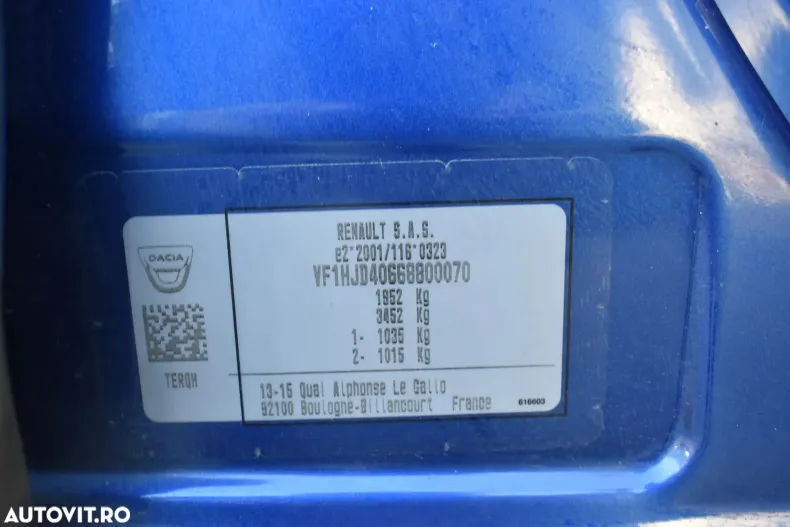 RENAULT S.A.S.
e2*2001/116*0323
VF1HJD40668800070
1952 Kg
3452 Kg
1- 1035 Kg
2- 1015 Kg
DACIA
TERQH
13-15 Quai Alphonse Le Gallo
92100 Boulogne-Billancourt France
616603
AUTOVIT.RO